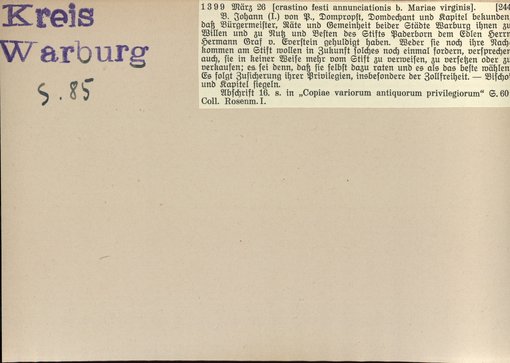 Kreis
Warburg
S. 85
1399 März 26 [crastino festi annunciationis b. Mariae virginis]. [244
B. Johann (I.) von P., Dompropst, Domdechant und Kapitel bekunden
daß Bürgermeister, Räte und Gemeinheit beider Städte Warburg ihnen zu
Willen und zu Nutz und Besten des Stifts Paderborn dem Edlen Herrn
Hermann Graf v. Everstein gehuldigt haben. Weder sie noch ihre Nach
kommen am Stift wollen in Zukunft solches noch einmal fordern, versprechen
auch, sie in keiner Weise mehr vom Stift zu verweisen, zu versetzen oder zu
verkaufen; es sei denn, daß sie selbst dazu raten und es als das beste wählen
Es folgt Zusicherung ihrer Privilegien, insbesondere der Zollfreiheit. — Bischof
und Kapitel siegeln.
Abschrift 16. s. in „Copiae variorum antiquorum privilegiorum“ S. 60
Coll. Rosenm. I.